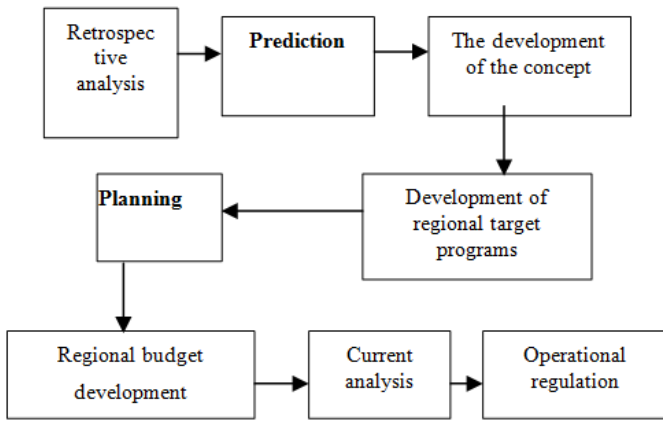 Retrospec
tive
analysis
Prediction
The development
of the concept
Planning
Development of
regional target
programs
Regional budget
development
Current
analysis
Operational
regulation